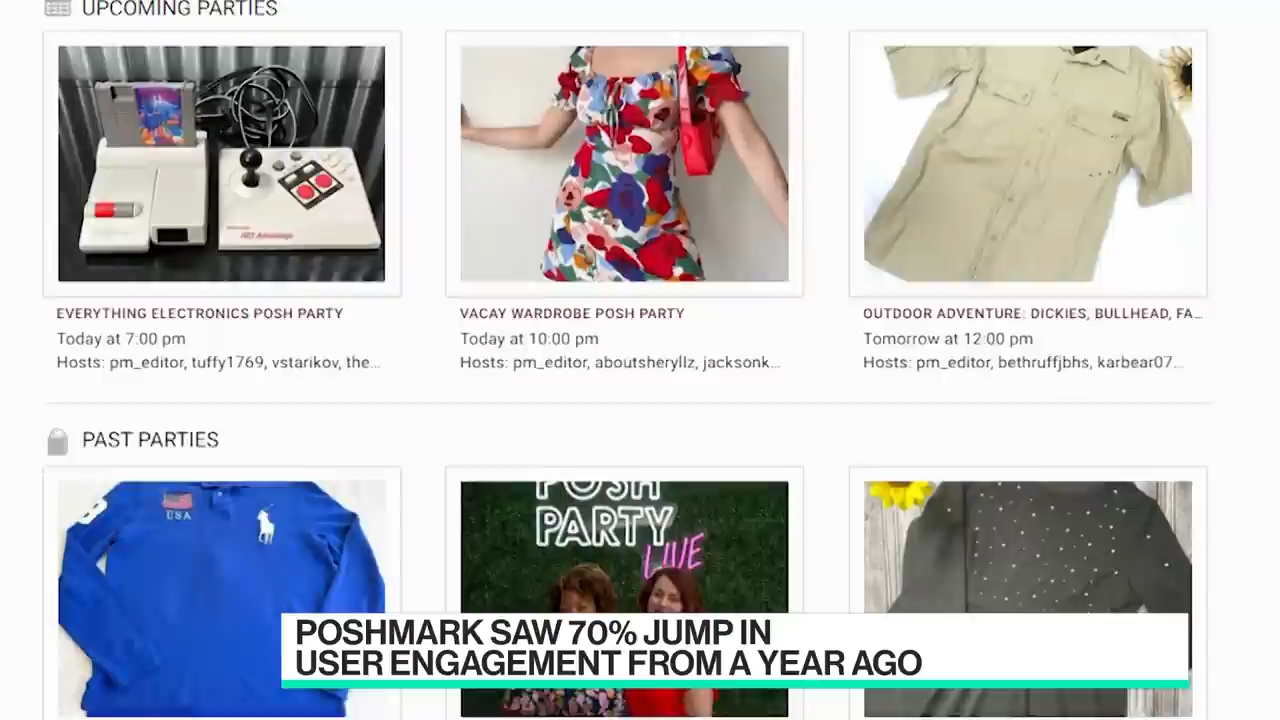 UPCOMING PARTIES
NES Advantage
EVERYTHING ELECTRONICS POSH PARTY
Today at 7:00 pm
Hosts: pm_editor, tuffy1769, vstarikov, the...
VACAY WARDROBE POSH PARTY
Today at 10:00 pm
Hosts: pm_editor, aboutsheryllz, jacksonk...
OUTDOOR ADVENTURE: DICKIES, BULLHEAD, FA...
Tomorrow at 12:00 pm
Hosts: pm_editor, bethruffjbhs, karbear07...
PAST PARTIES
USA
POSH
PARTY
LIVE
POSHMARK SAW 70% JUMP IN
USER ENGAGEMENT FROM A YEAR AGO